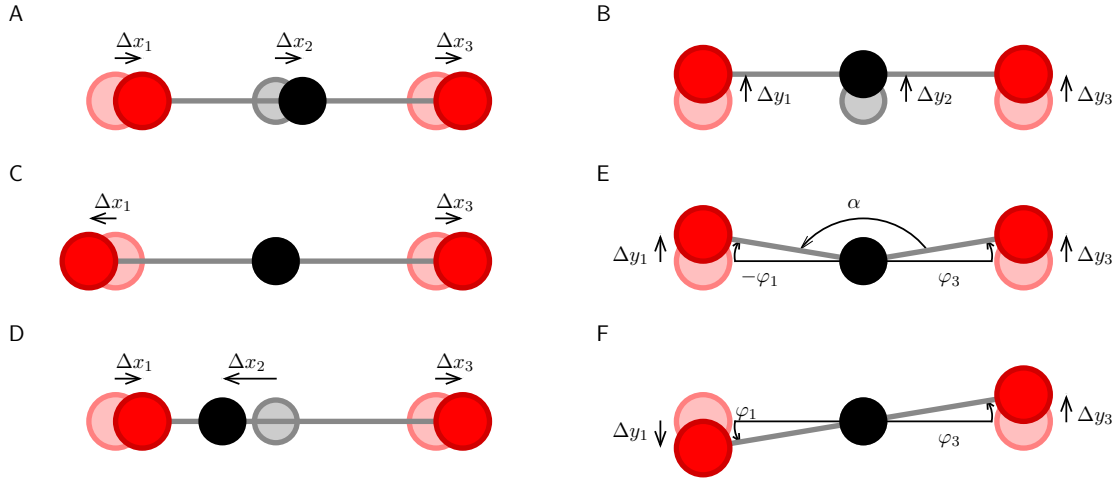 A
Δx₁ Δx₂ Δx₃
B
Δy₁ Δy₂ Δy₃
C
Δx₁ Δx₃
E
α
Δy₁ −φ₁ φ₃ Δy₃
D
Δx₁ Δx₂ Δx₃
F
Δy₁ φ₁ φ₃ Δy₃